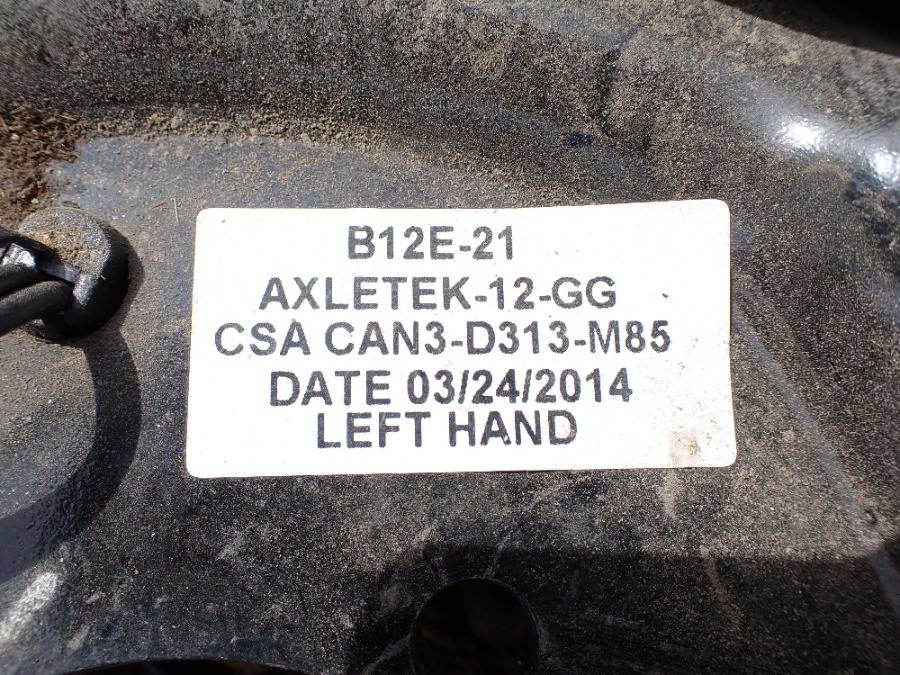 B12E-21
AXLETEK-12-GG
CSA CAN3-D313-M85
DATE 03/24/2014
LEFT HAND